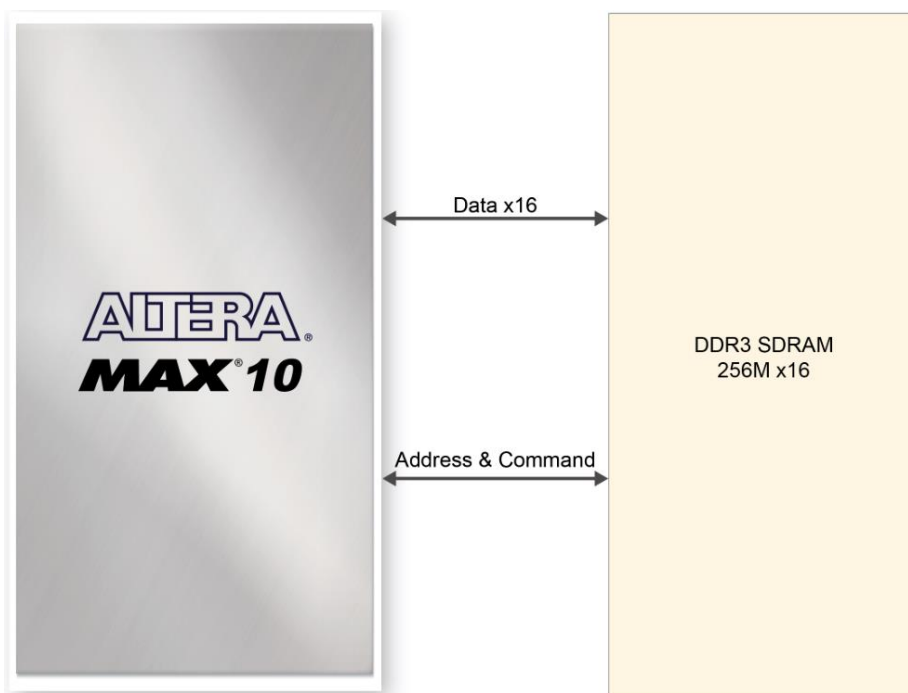 ALTERA®
MAX® 10
Data x16
Address & Command
DDR3 SDRAM
256M x16